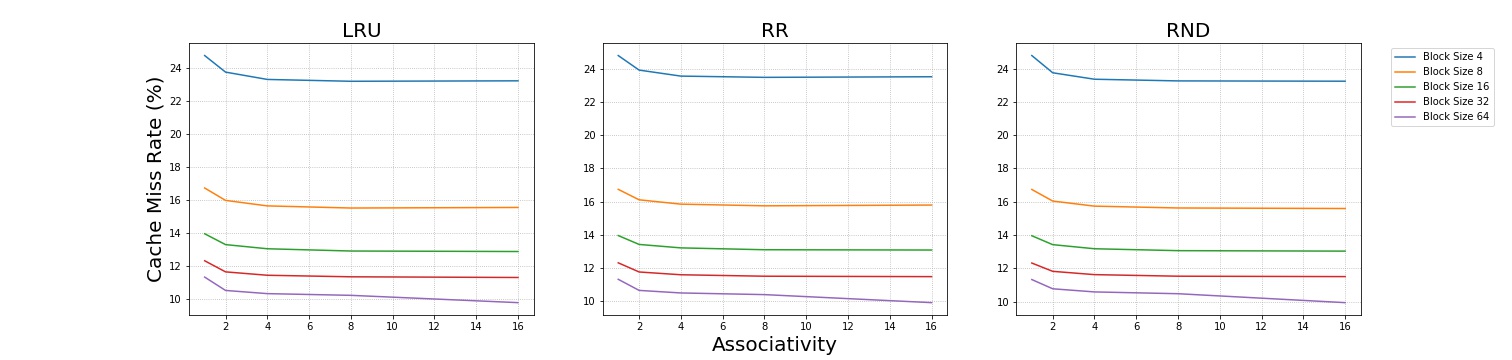 LRU
RR
RND
Cache Miss Rate (%)
24
22
20
18
16
14
12
10
2 4 6 8 10 12 14 16
24
22
20
18
16
14
12
10
2 4 6 8 10 12 14 16
24
22
20
18
16
14
12
10
2 4 6 8 10 12 14 16
Associativity
Block Size 4
Block Size 8
Block Size 16
Block Size 32
Block Size 64